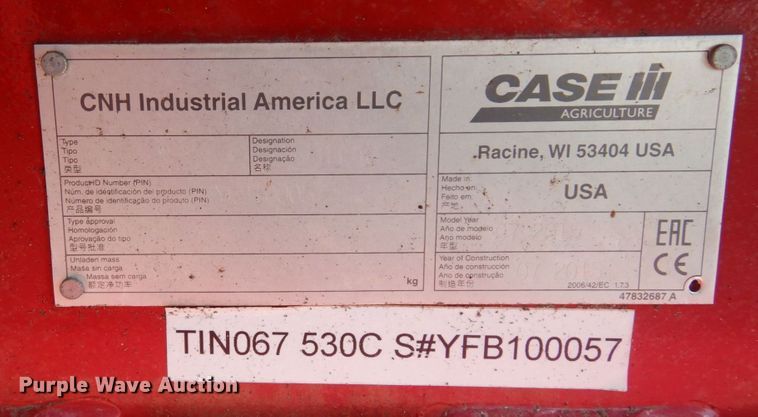 CNH Industrial America LLC
Type
Tipo
Tipo
类型
Designation
Designación
Designação
名称
Product ID Number (PIN)
Núm. de identificación del producto (PIN)
Número de identificação do produto (PIN)
产品编号
Type approval
Homologación
Aprovação do tipo
型号批准
Unladen mass
Masa sin carga
Massa sem carga
额定净功率
kg
CASE IH
AGRICULTURE
Racine, WI 53404 USA
Made in
Hecho en
Feito em
产地
USA
Model Year
Año de modelo
Ano modelo
年型
Year of Construction
Año de construcción
Ano de construção
制造年份
2006/42/EC 1.7.3
EAC
CE
47832687 A
TIN067 530C S#YFB100057
Purple Wave Auction